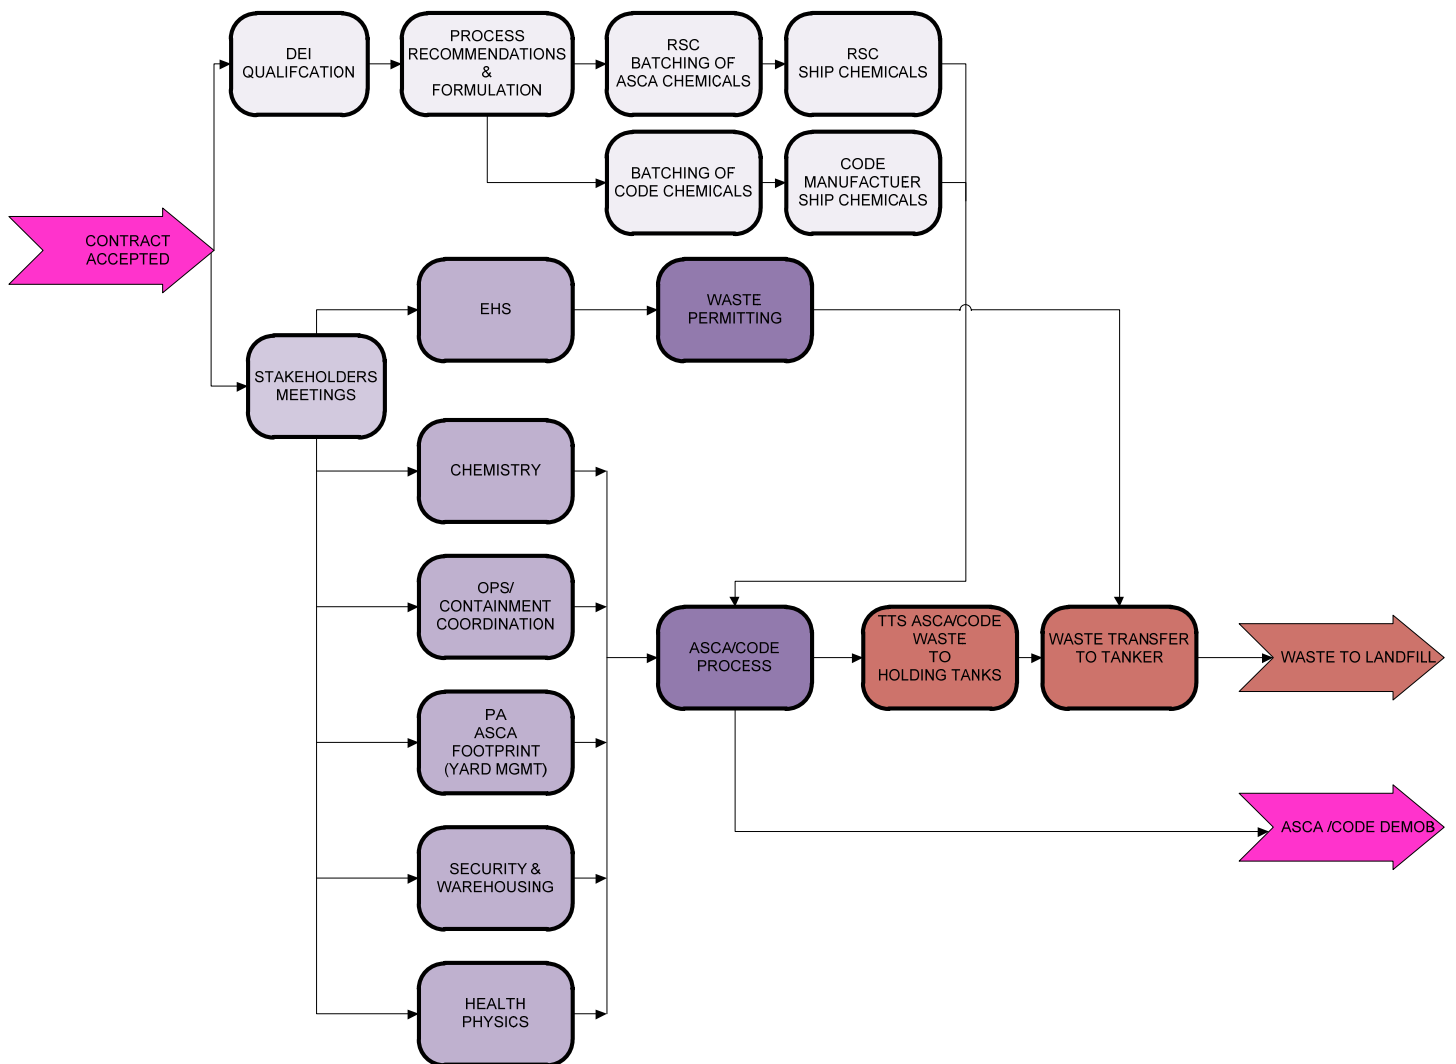 DEI
QUALIFCATION
PROCESS
RECOMMENDATIONS
&
FORMULATION
RSC
BATCHING OF
ASCA CHEMICALS
RSC
SHIP CHEMICALS
BATCHING OF
CODE CHEMICALS
CODE
MANUFACTUER
SHIP CHEMICALS
CONTRACT
ACCEPTED
EHS
WASTE
PERMITTING
STAKEHOLDERS
MEETINGS
CHEMISTRY
OPS/
CONTAINMENT
COORDINATION
ASCA/CODE
PROCESS
TTS ASCA/CODE
WASTE
TO
HOLDING TANKS
WASTE TRANSFER
TO TANKER
WASTE TO LANDFILL
PA
ASCA
FOOTPRINT
(YARD MGMT)
ASCA /CODE DEMOB
SECURITY &
WAREHOUSING
HEALTH
PHYSICS